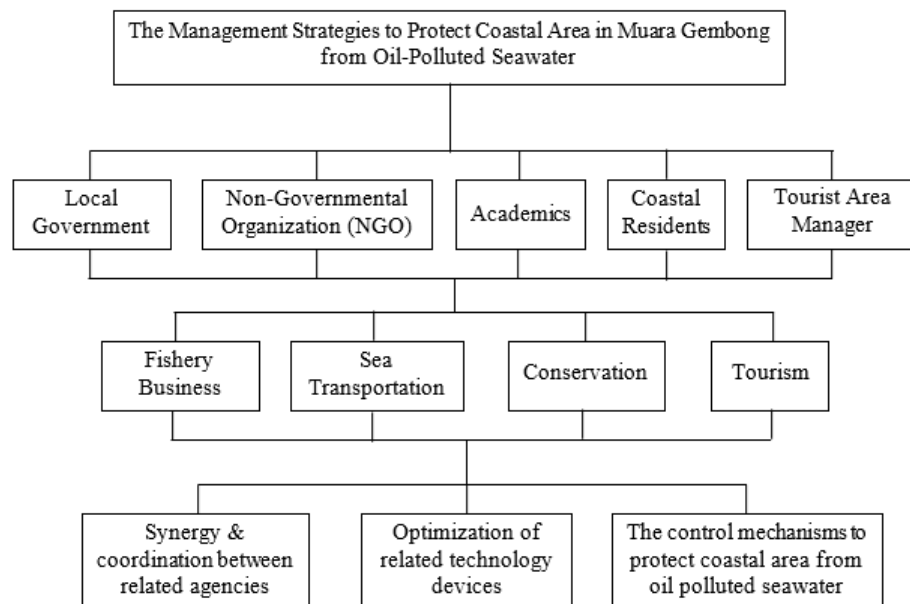 The Management Strategies to Protect Coastal Area in Muara Gembong
from Oil-Polluted Seawater
Local
Government
Non-Governmental
Organization (NGO)
Academics
Coastal
Residents
Tourist Area
Manager
Fishery
Business
Sea
Transportation
Conservation
Tourism
Synergy &
coordination between
related agencies
Optimization of
related technology
devices
The control mechanisms to
protect coastal area from
oil polluted seawater